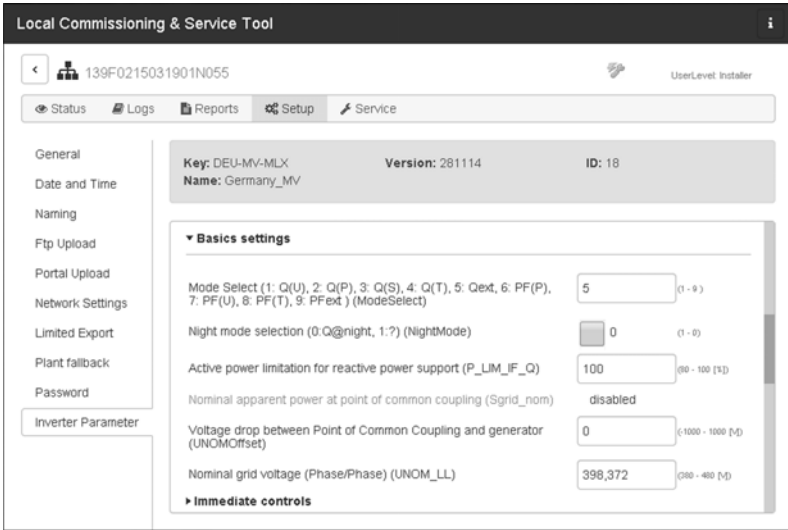 Local Commissioning & Service Tool
i
139F0215031901N055
UserLevel: Installer
Status Logs Reports Setup Service
General
Date and Time
Naming
Ftp Upload
Portal Upload
Network Settings
Limited Export
Plant fallback
Password
Inverter Parameter
Key: DEU-MV-MLX Version: 281114 ID: 18
Name: Germany_MV
Basics settings
Mode Select (1: Q(U), 2: Q(P), 3: Q(S), 4: Q(T), 5: Qext, 6: PF(P),
7: PF(U), 8: PF(T), 9: PFext ) (ModeSelect)
5 (1 - 9 )
Night mode selection (0:Q@night, 1:?) (NightMode) 0 (1 - 0)
Active power limitation for reactive power support (P_LIM_IF_Q) 100 (80 - 100 [%])
Nominal apparent power at point of common coupling (Sgrid_nom) disabled
Voltage drop between Point of Common Coupling and generator
(UNOMOffset)
0 (-1000 - 1000 [V])
Nominal grid voltage (Phase/Phase) (UNOM_LL) 398,372 (380 - 480 [V])
Immediate controls